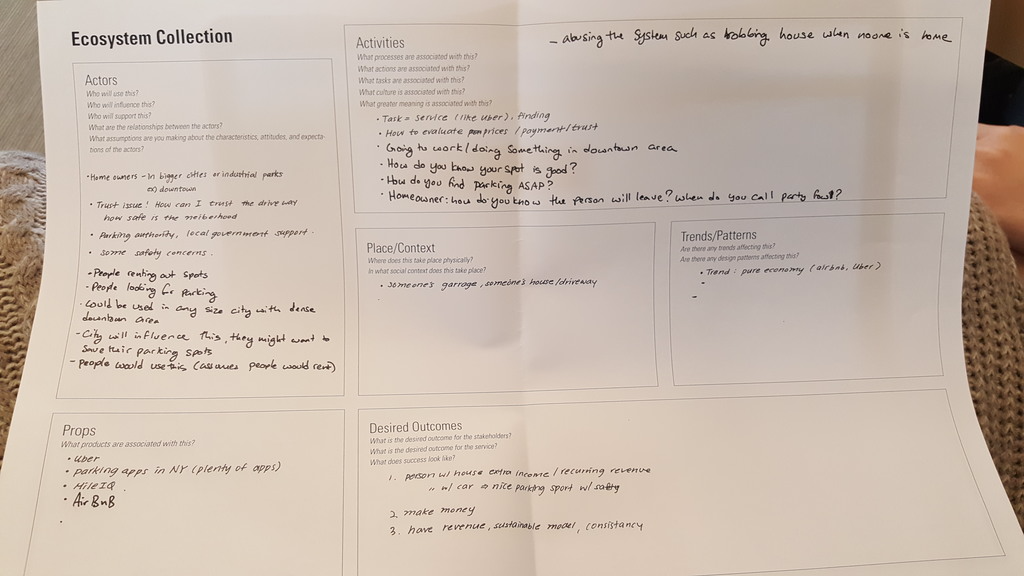 Ecosystem Collection
Actors
Who will use this?
Who will influence this?
Who will support this?
What are the relationships between the actors?
What assumptions are you making about the characteristics, attitudes, and expecta-
tions of the actors?
• Home owners - In bigger cities or industrial parks
downtown
• Trust issue! How can I trust the drive way
how safe is the neiberhood
• Parking authority, local government support.
• some safety concerns.
- People renting out spots
- People looking for parking
- Could be used in any size city with dense
downtown area
- City will influence this, they might want to
save their parking spots
- people would use this (assumes people would rent)
Activities
What processes are associated with this?
What actions are associated with this?
What tasks are associated with this?
What culture is associated with this?
What greater meaning is associated with this?
- abusing the system such as robbing house when noone is home
• Task = service (like uber), finding
• How to evaluate prices / payment / trust
• Going to work / doing something in downtown area
• How do you know your spot is good?
• How do you find parking ASAP?
• Homeowner: how do you know the person will leave? When do you call party foul?
Place/Context
Where does this take place physically?
In what social context does this take place?
• someone's garrage, someone's house/driveway
Trends/Patterns
Are there any trends affecting this?
Are there any design patterns affecting this?
• Trend: pure economy (airbnb, Uber)
-
-
Props
What products are associated with this?
• Uber
• parking apps in NY (plenty of apps)
• MileIQ
• AirBnB
Desired Outcomes
What is the desired outcome for the stakeholders?
What is the desired outcome for the service?
What does success look like?
1. person w/ house extra income / recurring revenue
" w/ car → nice parking sport w/ safety
2. make money
3. have revenue, sustainable model, consistancy